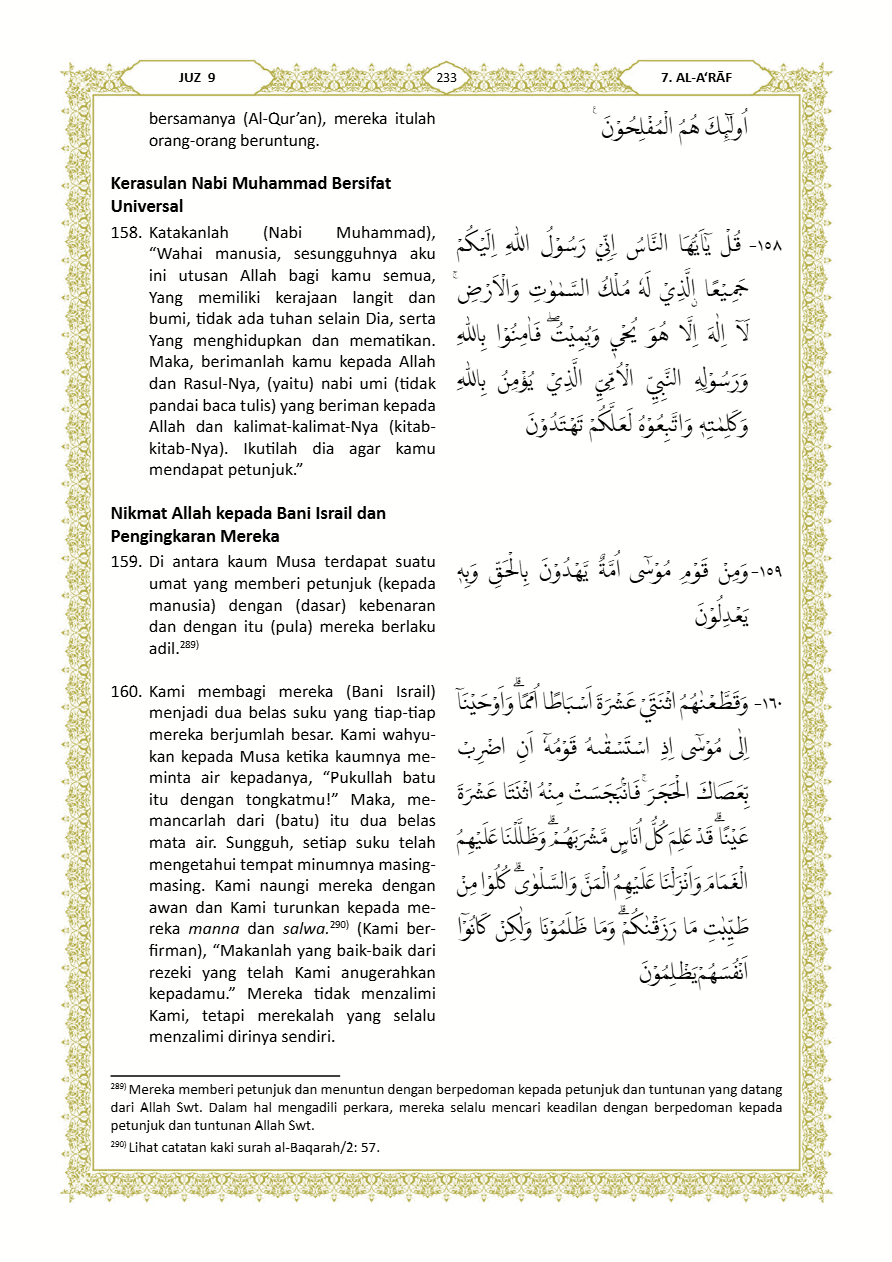 JUZ 9
233
7. AL-A‘RĀF
bersamanya (Al-Qur’an), mereka itulah
orang-orang beruntung.
اُولٰۤىِٕكَ هُمُ الْمُفْلِحُوْنَ ࣖ
Kerasulan Nabi Muhammad Bersifat
Universal
158. Katakanlah (Nabi Muhammad),
“Wahai manusia, sesungguhnya aku
ini utusan Allah bagi kamu semua,
Yang memiliki kerajaan langit dan
bumi, tidak ada tuhan selain Dia, serta
Yang menghidupkan dan mematikan.
Maka, berimanlah kamu kepada Allah
dan Rasul-Nya, (yaitu) nabi umi (tidak
pandai baca tulis) yang beriman kepada
Allah dan kalimat-kalimat-Nya (kitab-
kitab-Nya). Ikutilah dia agar kamu
mendapat petunjuk.”
١٥٨- قُلْ يٰٓاَيُّهَا النَّاسُ اِنِّيْ رَسُوْلُ اللّٰهِ اِلَيْكُمْ
جَمِيْعًا ۨالَّذِيْ لَهٗ مُلْكُ السَّمٰوٰتِ وَالْاَرْضِۚ
لَآ اِلٰهَ اِلَّا هُوَ يُحْيٖ وَيُمِيْتُۖ فَاٰمِنُوْا بِاللّٰهِ
وَرَسُوْلِهِ النَّبِيِّ الْاُمِّيِّ الَّذِيْ يُؤْمِنُ بِاللّٰهِ
وَكَلِمٰتِهٖ وَاتَّبِعُوْهُ لَعَلَّكُمْ تَهْتَدُوْنَ
Nikmat Allah kepada Bani Israil dan
Pengingkaran Mereka
159. Di antara kaum Musa terdapat suatu
umat yang memberi petunjuk (kepada
manusia) dengan (dasar) kebenaran
dan dengan itu (pula) mereka berlaku
adil.289)
١٥٩- وَمِنْ قَوْمِ مُوْسٰٓى اُمَّةٌ يَّهْدُوْنَ بِالْحَقِّ وَبِهٖ
يَعْدِلُوْنَ
160. Kami membagi mereka (Bani Israil)
menjadi dua belas suku yang tiap-tiap
mereka berjumlah besar. Kami wahyu-
kan kepada Musa ketika kaumnya me-
minta air kepadanya, “Pukullah batu
itu dengan tongkatmu!” Maka, me-
mancarlah dari (batu) itu dua belas
mata air. Sungguh, setiap suku telah
mengetahui tempat minumnya masing-
masing. Kami naungi mereka dengan
awan dan Kami turunkan kepada me-
reka manna dan salwa.290) (Kami ber-
firman), “Makanlah yang baik-baik dari
rezeki yang telah Kami anugerahkan
kepadamu.” Mereka tidak menzalimi
Kami, tetapi merekalah yang selalu
menzalimi dirinya sendiri.
١٦٠- وَقَطَّعْنٰهُمُ اثْنَتَيْ عَشْرَةَ اَسْبَاطًا اُمَمًاۗ وَاَوْحَيْنَآ
اِلٰى مُوْسٰٓى اِذِ اسْتَسْقٰىهُ قَوْمُهٗٓ اَنِ اضْرِبْ
بِّعَصَاكَ الْحَجَرَۚ فَانْۢبَجَسَتْ مِنْهُ اثْنَتَا عَشْرَةَ
عَيْنًاۗ قَدْ عَلِمَ كُلُّ اُنَاسٍ مَّشْرَبَهُمْۗ وَظَلَّلْنَا عَلَيْهِمُ
الْغَمَامَ وَاَنْزَلْنَا عَلَيْهِمُ الْمَنَّ وَالسَّلْوٰىۗ كُلُوْا مِنْ
طَيِّبٰتِ مَا رَزَقْنٰكُمْۗ وَمَا ظَلَمُوْنَا وَلٰكِنْ كَانُوْٓا
اَنْفُسَهُمْ يَظْلِمُوْنَ
289) Mereka memberi petunjuk dan menuntun dengan berpedoman kepada petunjuk dan tuntunan yang datang
dari Allah Swt. Dalam hal mengadili perkara, mereka selalu mencari keadilan dengan berpedoman kepada
petunjuk dan tuntunan Allah Swt.
290) Lihat catatan kaki surah al-Baqarah/2: 57.